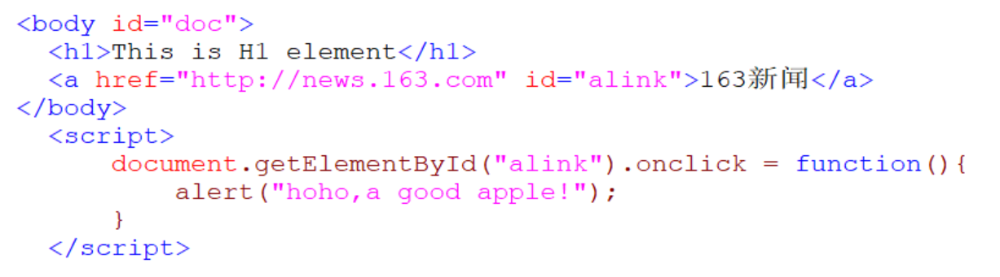 <body id="doc">
<h1>This is H1 element</h1>
<a href="http://news.163.com" id="alink">163新闻</a>
</body>
<script>
document.getElementById("alink").onclick = function(){
alert("hoho,a good apple!");
}
</script>